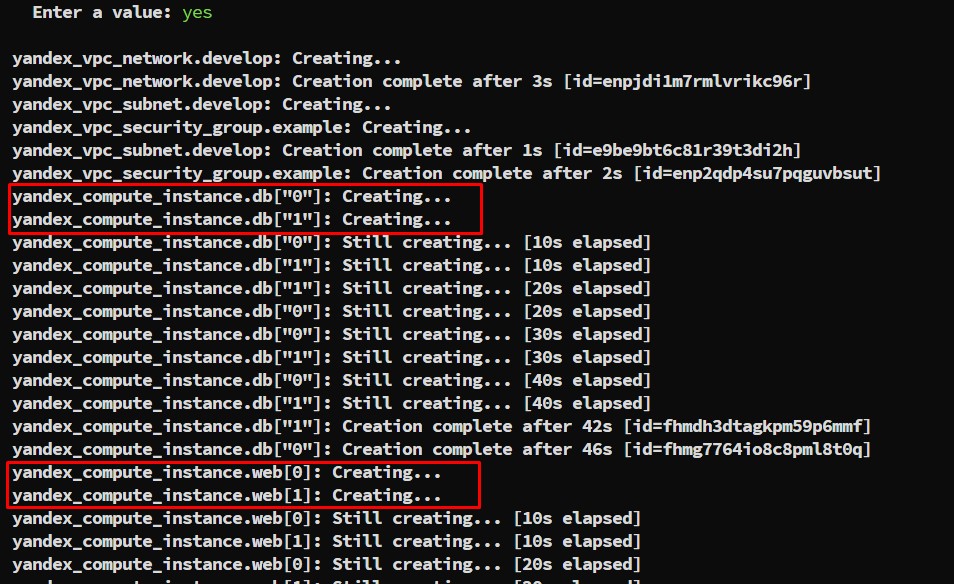 Enter a value: yes
yandex_vpc_network.develop: Creating...
yandex_vpc_network.develop: Creation complete after 3s [id=enpjdi1m7rmlvrikc96r]
yandex_vpc_subnet.develop: Creating...
yandex_vpc_security_group.example: Creating...
yandex_vpc_subnet.develop: Creation complete after 1s [id=e9be9bt6c81r39t3di2h]
yandex_vpc_security_group.example: Creation complete after 2s [id=enp2qdp4su7pqguvbsut]
yandex_compute_instance.db["0"]: Creating...
yandex_compute_instance.db["1"]: Creating...
yandex_compute_instance.db["0"]: Still creating... [10s elapsed]
yandex_compute_instance.db["1"]: Still creating... [10s elapsed]
yandex_compute_instance.db["1"]: Still creating... [20s elapsed]
yandex_compute_instance.db["0"]: Still creating... [20s elapsed]
yandex_compute_instance.db["0"]: Still creating... [30s elapsed]
yandex_compute_instance.db["1"]: Still creating... [30s elapsed]
yandex_compute_instance.db["0"]: Still creating... [40s elapsed]
yandex_compute_instance.db["1"]: Still creating... [40s elapsed]
yandex_compute_instance.db["1"]: Creation complete after 42s [id=fhmdh3dtagkpm59p6mmf]
yandex_compute_instance.db["0"]: Creation complete after 46s [id=fhmg7764io8c8pml8t0q]
yandex_compute_instance.web[0]: Creating...
yandex_compute_instance.web[1]: Creating...
yandex_compute_instance.web[0]: Still creating... [10s elapsed]
yandex_compute_instance.web[1]: Still creating... [10s elapsed]
yandex_compute_instance.web[0]: Still creating... [20s elapsed]